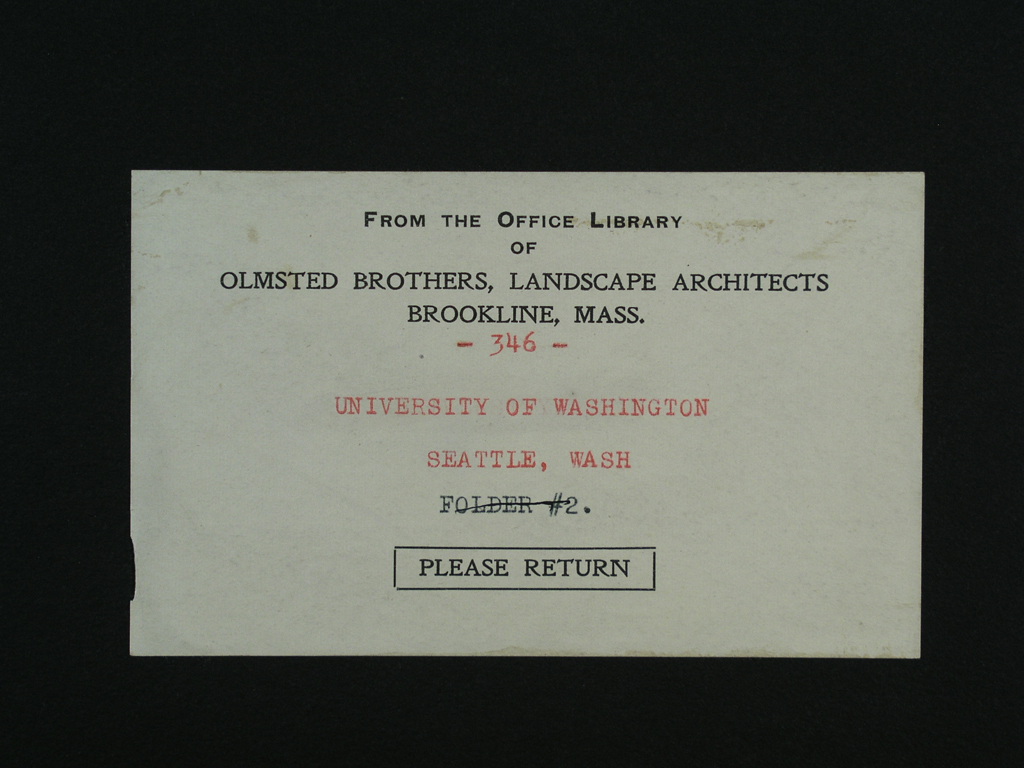 From the Office Library
OF
OLMSTED BROTHERS, LANDSCAPE ARCHITECTS
BROOKLINE, MASS.
- 346 -
UNIVERSITY OF WASHINGTON
SEATTLE, WASH
FOLDER #2.
PLEASE RETURN